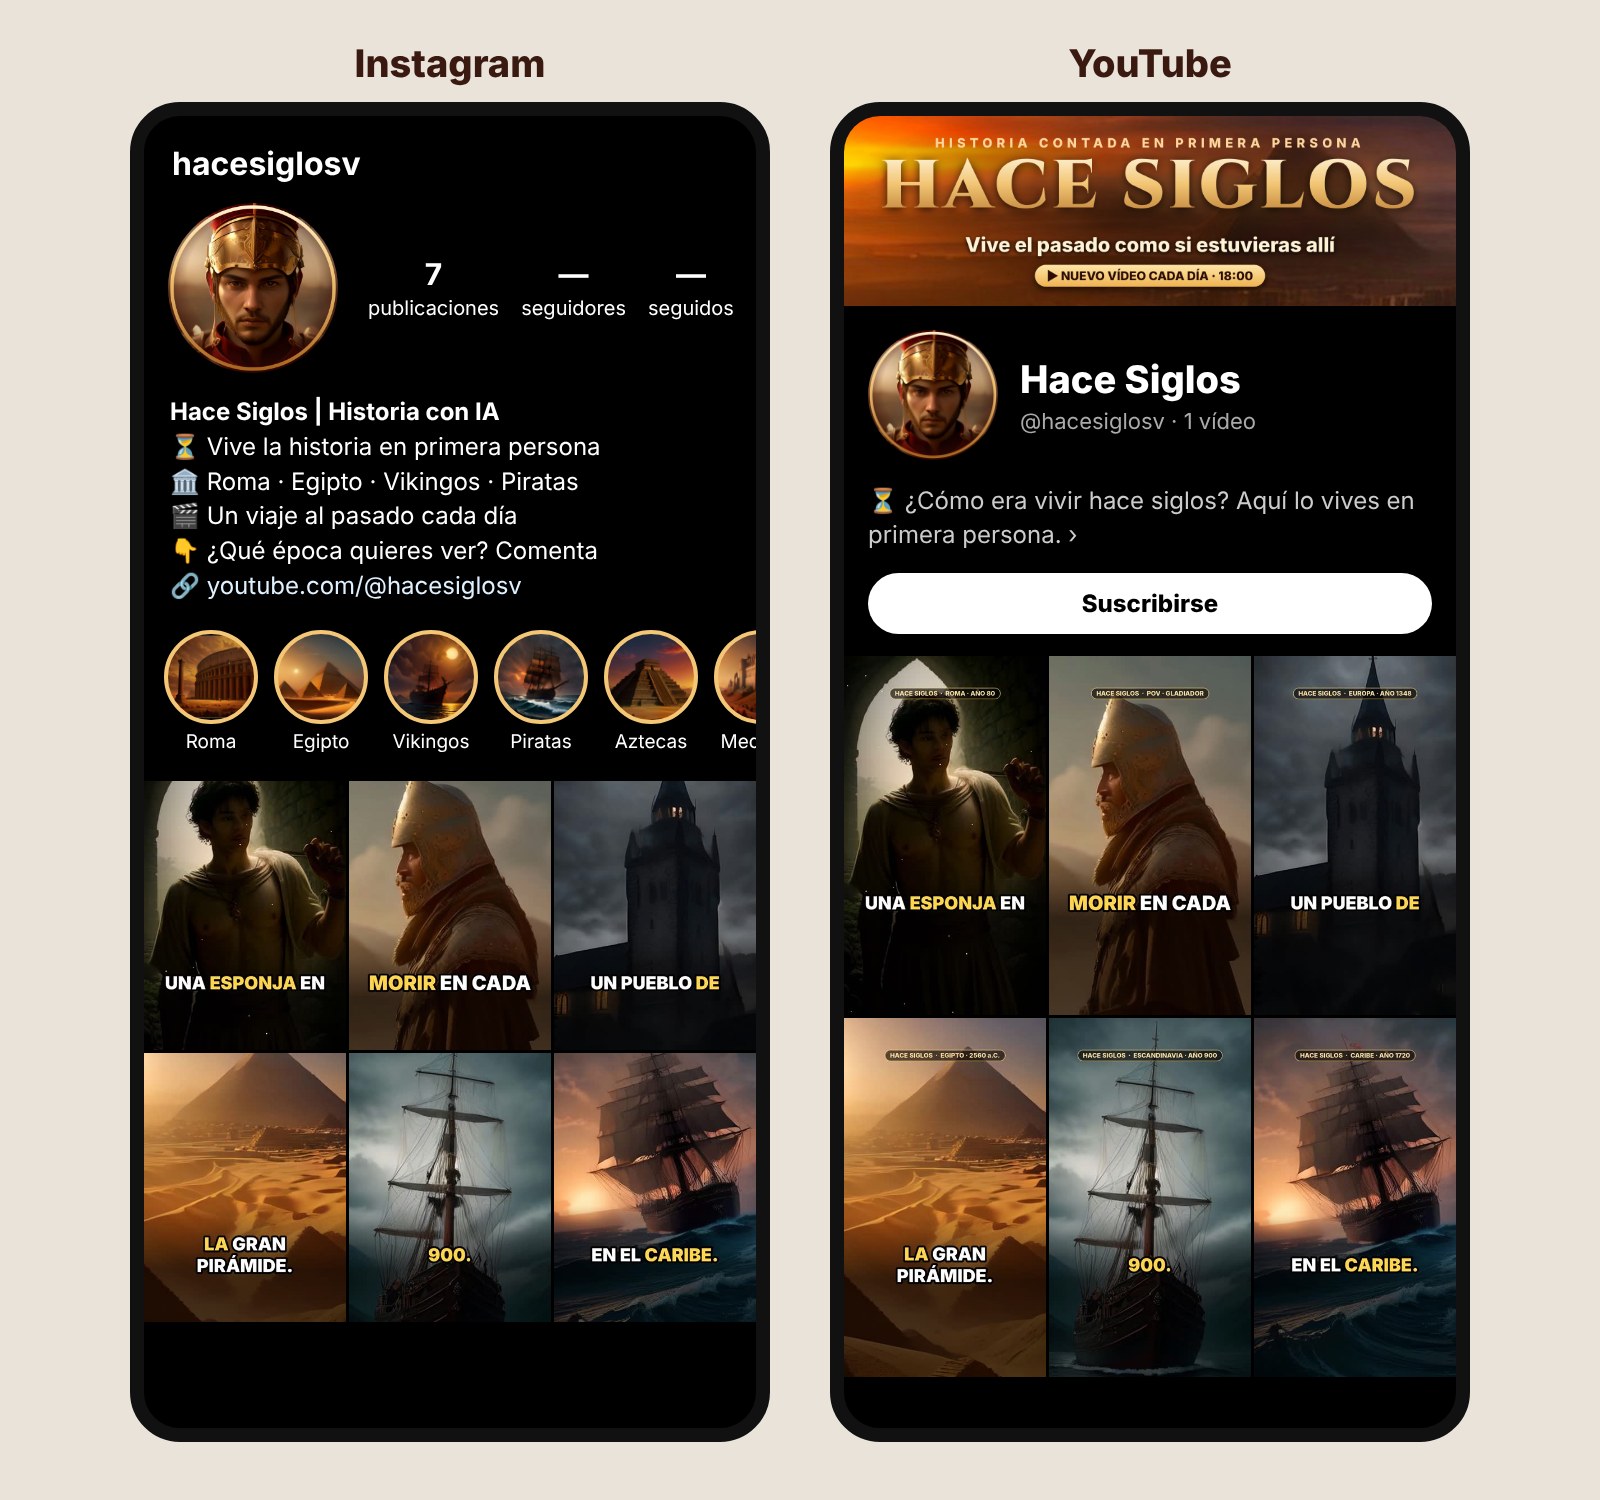 Instagram
hacesiglosv
7
publicaciones
—
seguidores
—
seguidos
Hace Siglos | Historia con IA
⏳ Vive la historia en primera persona
🏛️ Roma · Egipto · Vikingos · Piratas
🎬 Un viaje al pasado cada día
👇 ¿Qué época quieres ver? Comenta
🔗 youtube.com/@hacesiglosv
Roma
Egipto
Vikingos
Piratas
Aztecas
Med
UNA ESPONJA EN
MORIR EN CADA
UN PUEBLO DE
LA GRAN
PIRÁMIDE.
900.
EN EL CARIBE.
YouTube
HISTORIA CONTADA EN PRIMERA PERSONA
HACE SIGLOS
Vive el pasado como si estuvieras allí
▶ NUEVO VÍDEO CADA DÍA · 18:00
Hace Siglos
@hacesiglosv · 1 vídeo
⏳ ¿Cómo era vivir hace siglos? Aquí lo vives en
primera persona. ›
Suscribirse
HACE SIGLOS · ROMA · AÑO 80
UNA ESPONJA EN
HACE SIGLOS · POV · GLADIADOR
MORIR EN CADA
HACE SIGLOS · EUROPA · AÑO 1348
UN PUEBLO DE
HACE SIGLOS · EGIPTO · 2560 a.C.
LA GRAN
PIRÁMIDE.
HACE SIGLOS · ESCANDINAVIA · AÑO 900
900.
HACE SIGLOS · CARIBE · AÑO 1720
EN EL CARIBE.